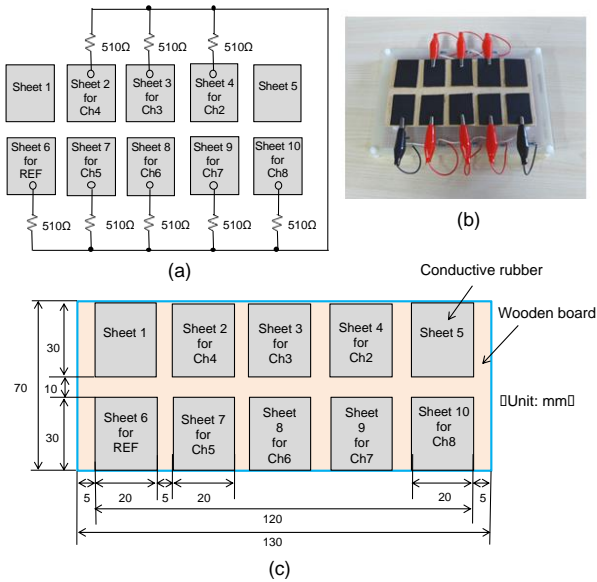 510Ω 510Ω 510Ω
Sheet 1
Sheet 2
for
Ch4
Sheet 3
for
Ch3
Sheet 4
for
Ch2
Sheet 5
Sheet 6
for
REF
Sheet 7
for
Ch5
Sheet 8
for
Ch6
Sheet 9
for
Ch7
Sheet 10
for
Ch8
510Ω 510Ω 510Ω 510Ω 510Ω
(a)
(b)
Conductive rubber
Wooden board
▯Unit: mm▯
Sheet 1
Sheet 2
for
Ch4
Sheet 3
for
Ch3
Sheet 4
for
Ch2
Sheet 5
30
70
10
30
Sheet 6
for
REF
Sheet 7
for
Ch5
Sheet
8
for
Ch6
Sheet
9
for
Ch7
Sheet 10
for
Ch8
5 20 5 20 20 5
120
130
(c)